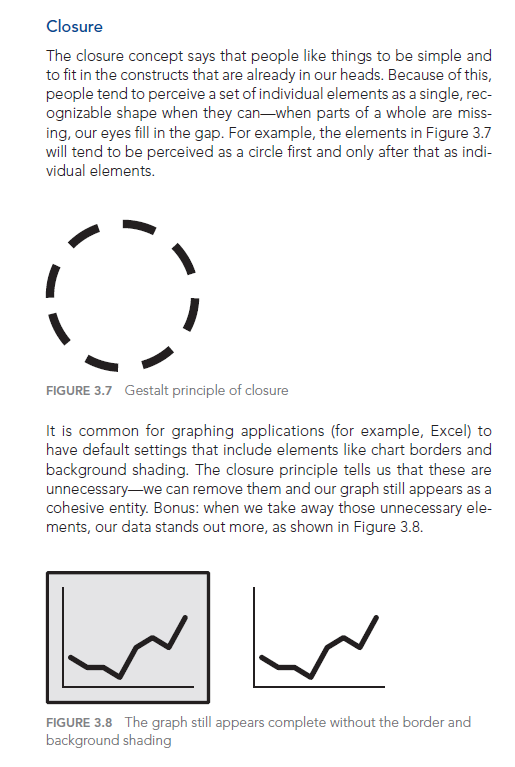 Closure
The closure concept says that people like things to be simple and
to fit in the constructs that are already in our heads. Because of this,
people tend to perceive a set of individual elements as a single, rec-
ognizable shape when they can—when parts of a whole are miss-
ing, our eyes fill in the gap. For example, the elements in Figure 3.7
will tend to be perceived as a circle first and only after that as indi-
vidual elements.
FIGURE 3.7 Gestalt principle of closure
It is common for graphing applications (for example, Excel) to
have default settings that include elements like chart borders and
background shading. The closure principle tells us that these are
unnecessary—we can remove them and our graph still appears as a
cohesive entity. Bonus: when we take away those unnecessary ele-
ments, our data stands out more, as shown in Figure 3.8.
FIGURE 3.8 The graph still appears complete without the border and
background shading